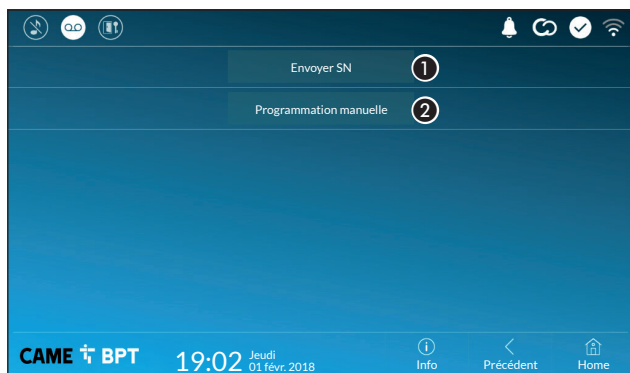 Envoyer SN 1
Programmation manuelle 2
CAME BPT 19:02 Jeudi
01 févr. 2018
Info Précédent Home